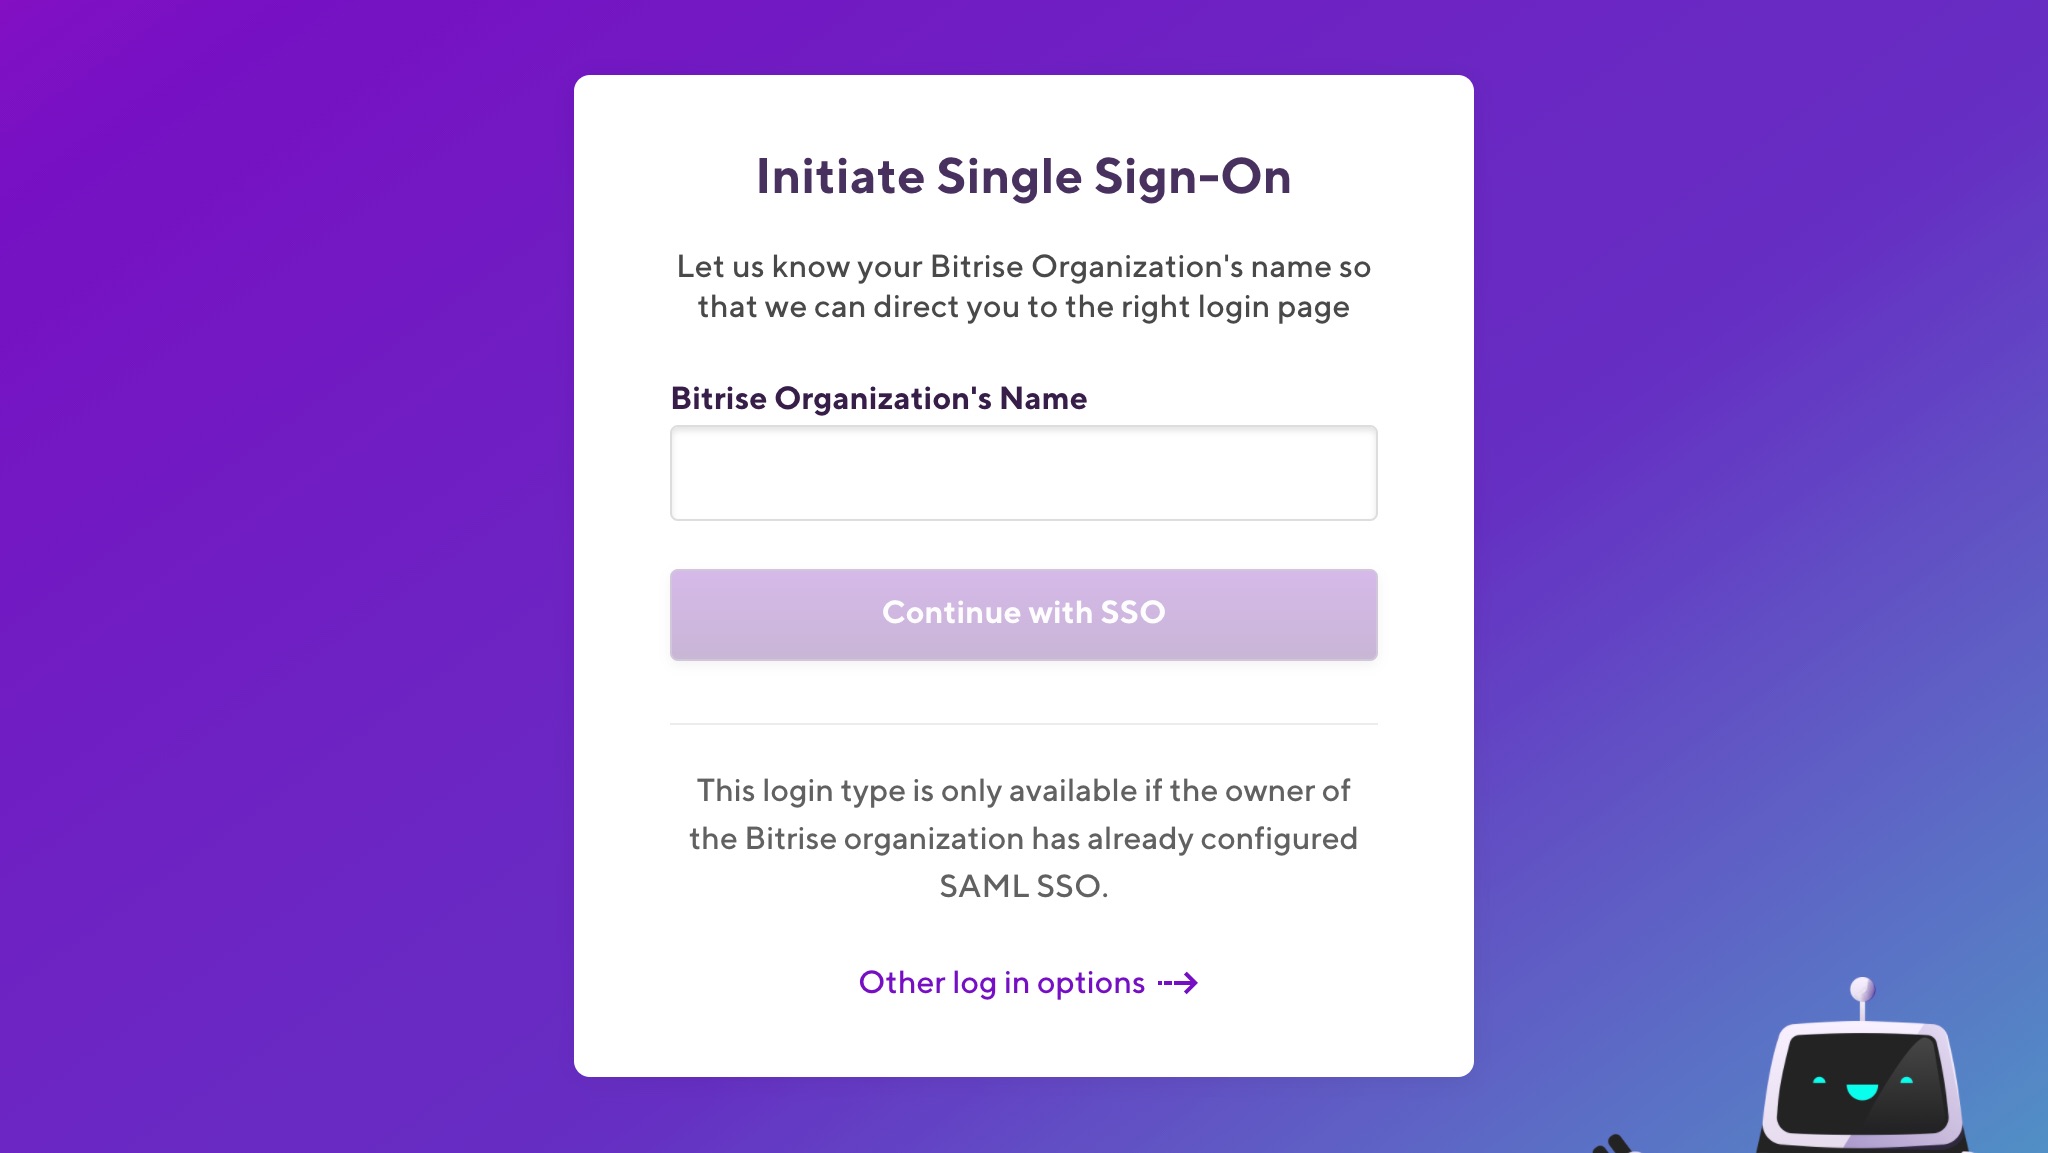 Initiate Single Sign-On
Let us know your Bitrise Organization's name so
that we can direct you to the right login page
Bitrise Organization's Name
Continue with SSO
This login type is only available if the owner of
the Bitrise organization has already configured
SAML SSO.
Other log in options